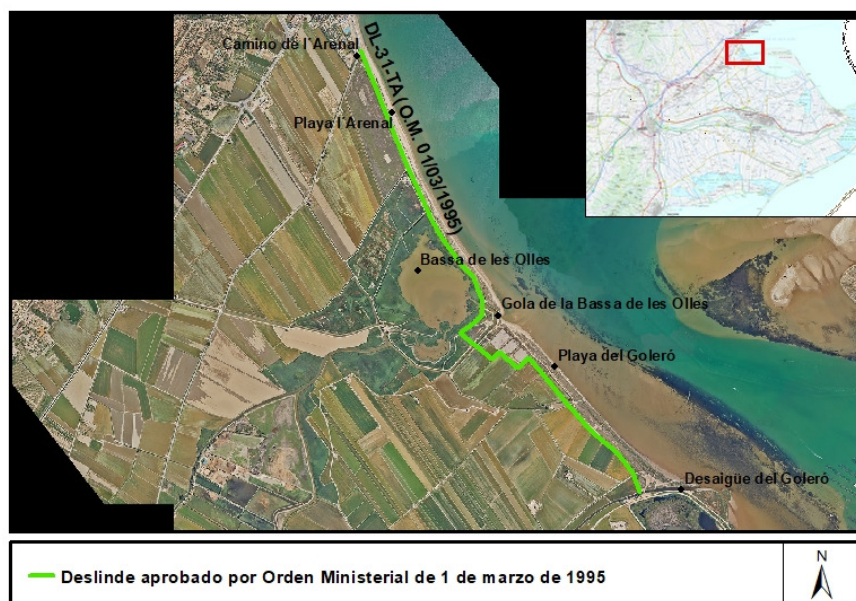 Camino de l´Arenal
DL-31-TA (O.M. 01/03/1995)
Playa l´Arenal
Bassa de les Olles
Gola de la Bassa de les Olles
Playa del Goleró
Desaigüe del Goleró
Deslinde aprobado por Orden Ministerial de 1 de marzo de 1995
N